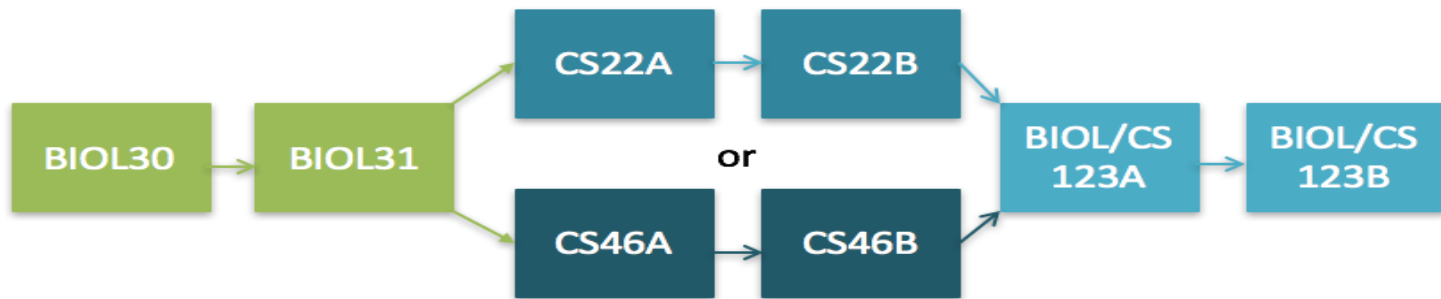 CS22A
CS22B
BIOL30
BIOL31
or
BIOL/CS
123A
BIOL/CS
123B
CS46A
CS46B